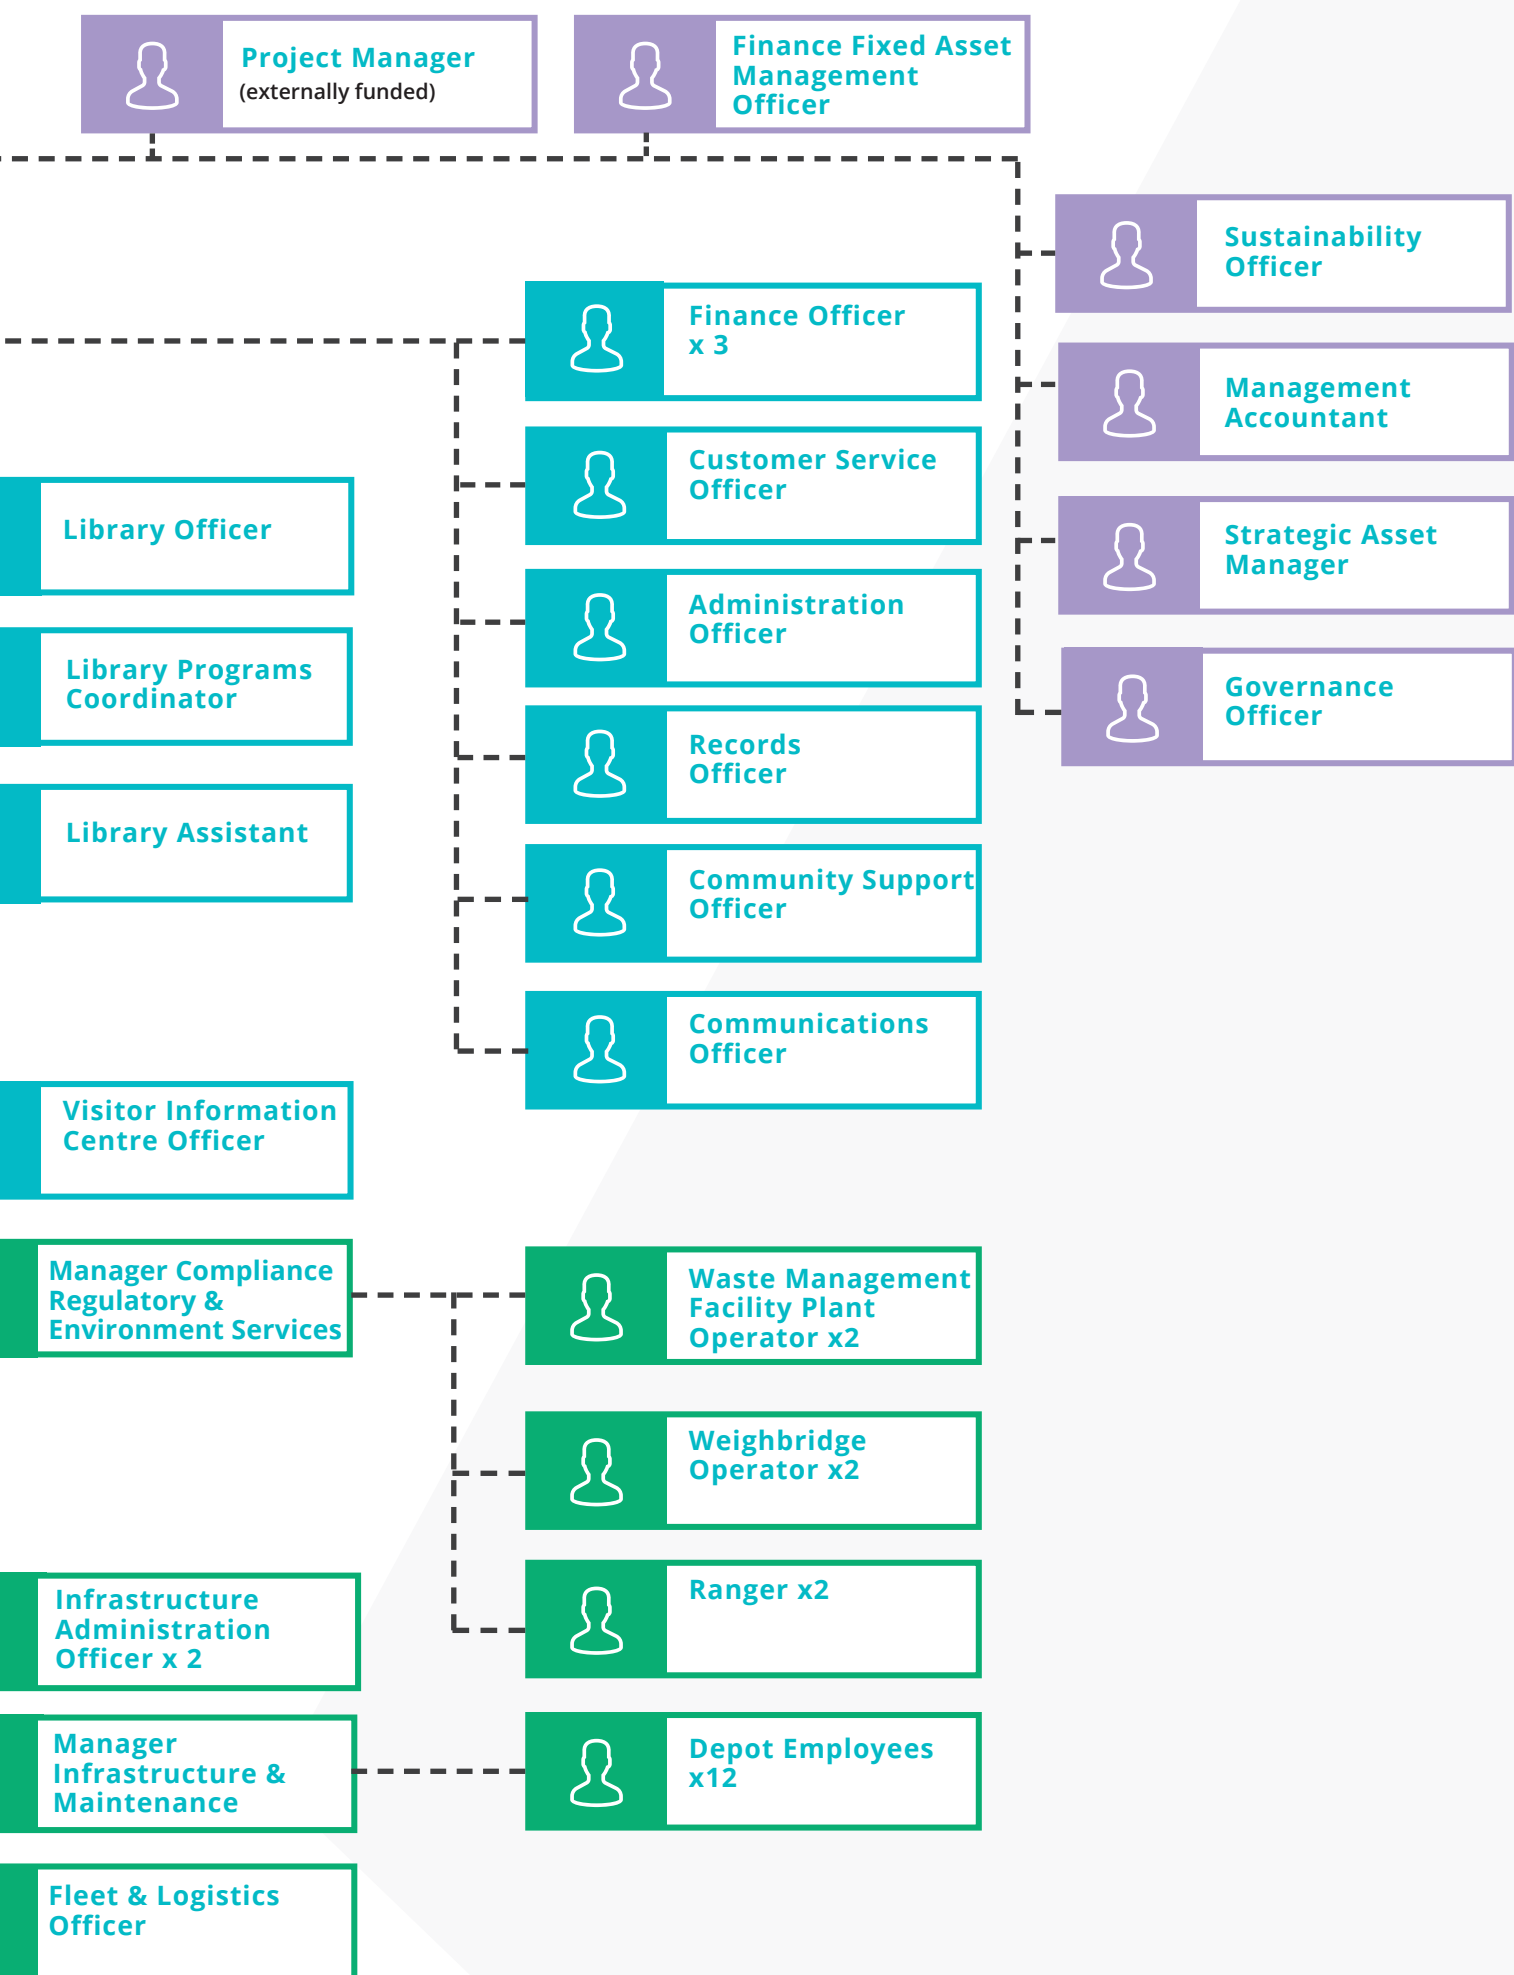 Project Manager
(externally funded)
Finance Fixed Asset
Management
Officer
Sustainability
Officer
Management
Accountant
Strategic Asset
Manager
Governance
Officer
Finance Officer
x 3
Customer Service
Officer
Administration
Officer
Records
Officer
Community Support
Officer
Communications
Officer
Library Officer
Library Programs
Coordinator
Library Assistant
Visitor Information
Centre Officer
Manager Compliance
Regulatory &
Environment Services
Waste Management
Facility Plant
Operator x2
Weighbridge
Operator x2
Ranger x2
Infrastructure
Administration
Officer x 2
Manager
Infrastructure &
Maintenance
Depot Employees
x12
Fleet & Logistics
Officer